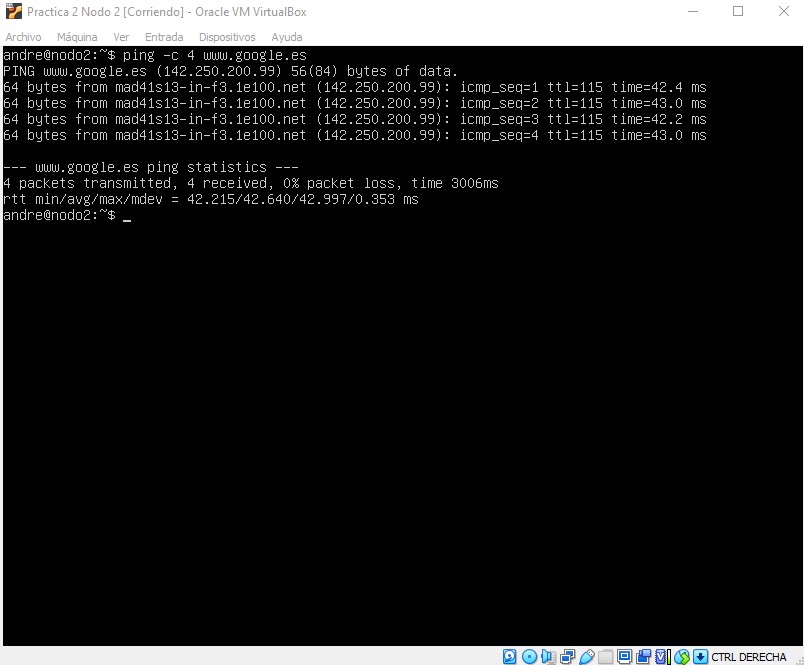 Practica 2 Nodo 2 [Corriendo] - Oracle VM VirtualBox
Archivo Máquina Ver Entrada Dispositivos Ayuda
andre@nodo2:~$ ping -c 4 www.google.es
PING www.google.es (142.250.200.99) 56(84) bytes of data.
64 bytes from mad41s13-in-f3.1e100.net (142.250.200.99): icmp_seq=1 ttl=115 time=42.4 ms
64 bytes from mad41s13-in-f3.1e100.net (142.250.200.99): icmp_seq=2 ttl=115 time=43.0 ms
64 bytes from mad41s13-in-f3.1e100.net (142.250.200.99): icmp_seq=3 ttl=115 time=42.2 ms
64 bytes from mad41s13-in-f3.1e100.net (142.250.200.99): icmp_seq=4 ttl=115 time=43.0 ms
--- www.google.es ping statistics ---
4 packets transmitted, 4 received, 0% packet loss, time 3006ms
rtt min/avg/max/mdev = 42.215/42.640/42.997/0.353 ms
andre@nodo2:~$ _
CTRL DERECHA